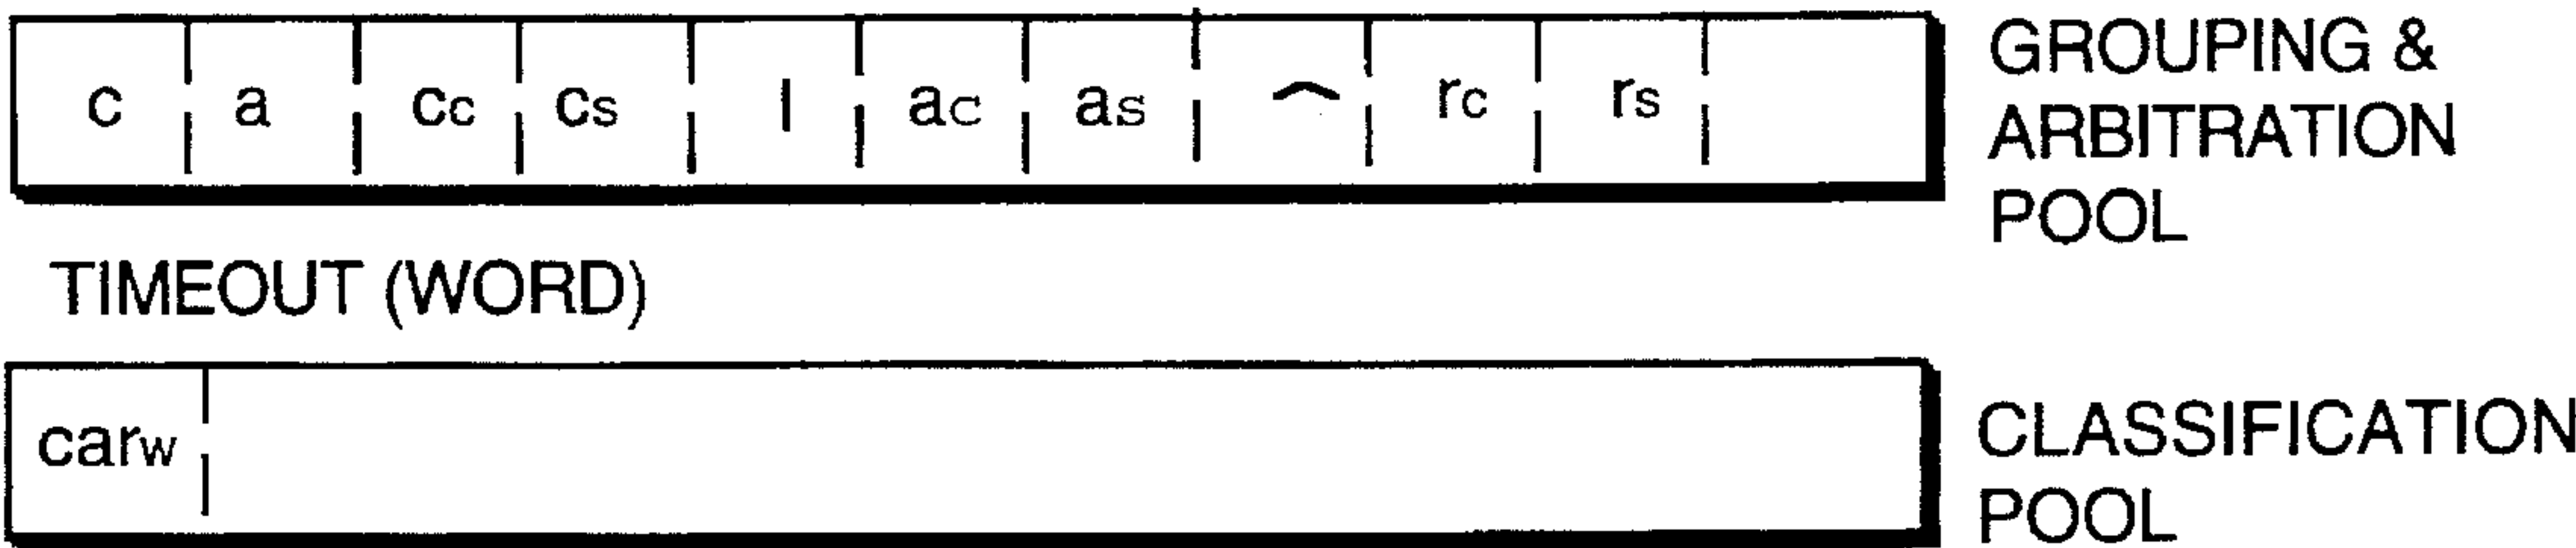 c a cc cs ı ac as ⌢ rc rs
GROUPING &
ARBITRATION
POOL
TIMEOUT (WORD)
carw
CLASSIFICATION
POOL